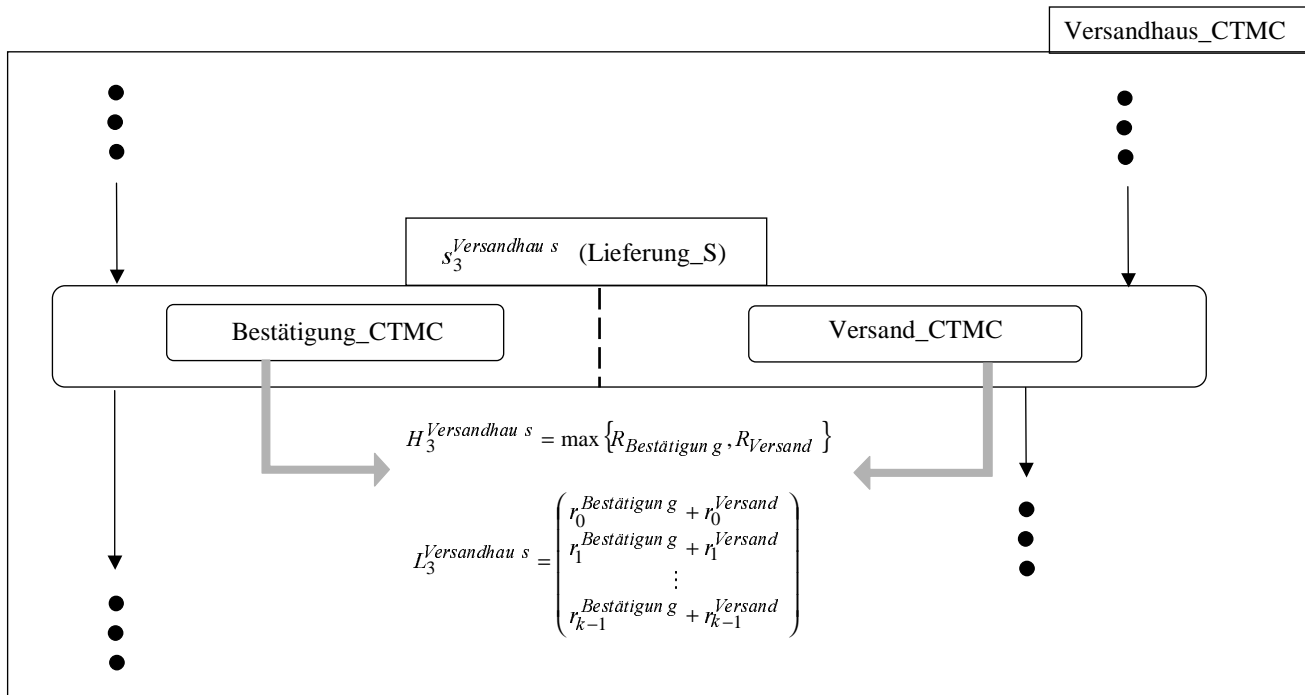 Versandhaus_CTMC
s_3^{Versandhau s} (Lieferung_S)
Bestätigung_CTMC
Versand_CTMC
H_3^{Versandhau s} = max {R_{Bestätigun g}, R_{Versand}}
r_0^{Bestätigun g} + r_0^{Versand}
r_1^{Bestätigun g} + r_1^{Versand}
L_3^{Versandhau s} =
⋮
r_{k−1}^{Bestätigun g} + r_{k−1}^{Versand}